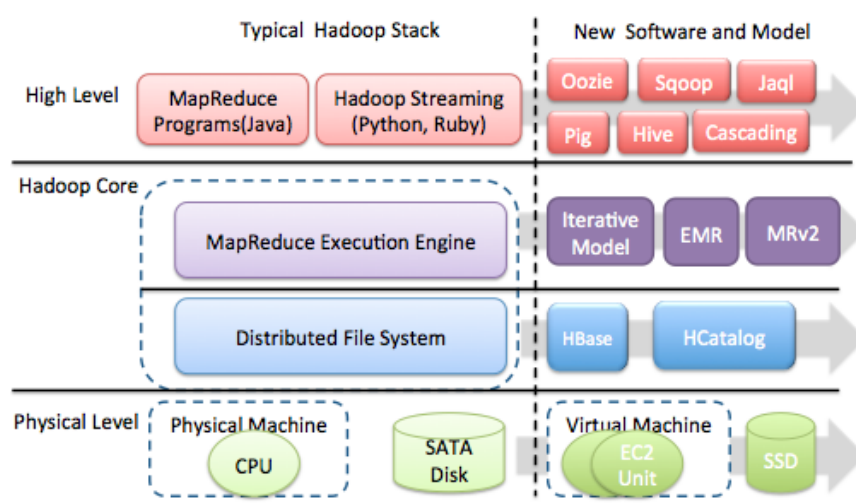 Typical Hadoop Stack
New Software and Model
High Level
MapReduce
Programs(Java)
Hadoop Streaming
(Python, Ruby)
Oozie
Sqoop
Jaql
Pig
Hive
Cascading
Hadoop Core
MapReduce Execution Engine
Iterative
Model
EMR
MRv2
Distributed File System
HBase
HCatalog
Physical Level
Physical Machine
CPU
SATA
Disk
Virtual Machine
EC2
Unit
SSD